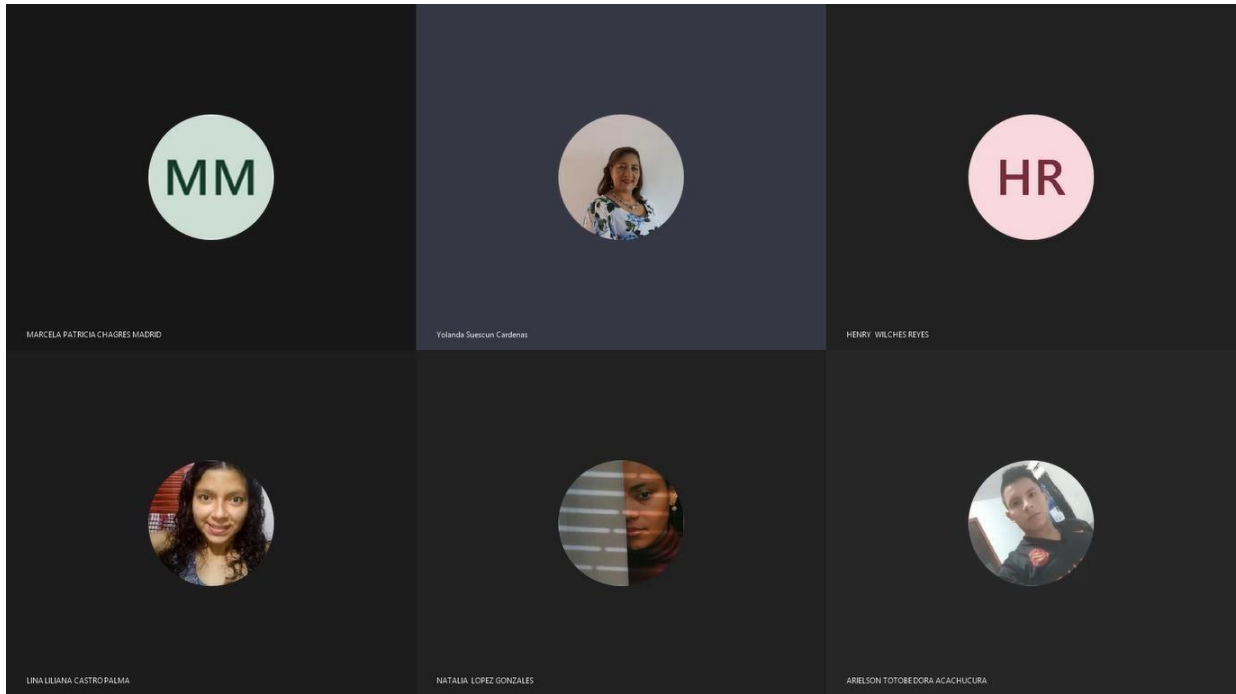 MM
HR
MARCELA PATRICIA CHAGRES MADRID
Yolanda Suescun Cardenas
HENRY WILCHES REYES
LINA LILIANA CASTRO PALMA
NATALIA LOPEZ GONZALES
ARIELSON TOTOBE DORA ACACHUCURA